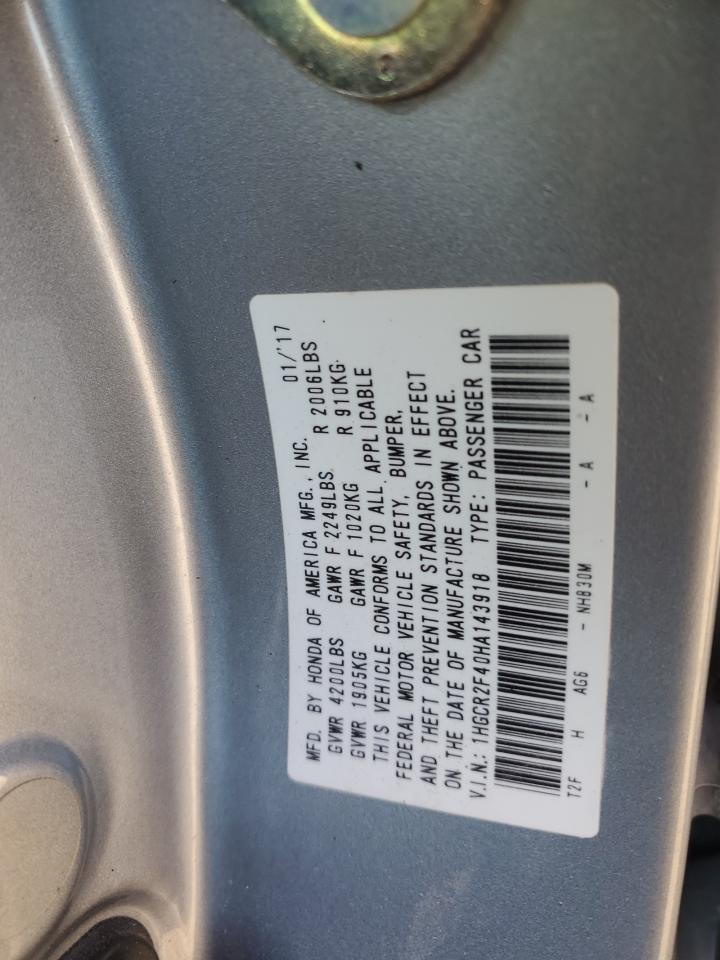 MFD. BY HONDA OF AMERICA MFG., INC. 01/'17
GVWR 4200LBS GAWR F 2249LBS R 2006LBS
GVWR 1905KG GAWR F 1020KG R 910KG
THIS VEHICLE CONFORMS TO ALL APPLICABLE
FEDERAL MOTOR VEHICLE SAFETY, BUMPER,
AND THEFT PREVENTION STANDARDS IN EFFECT
ON THE DATE OF MANUFACTURE SHOWN ABOVE.
V.I.N.: 1HGCR2F40HA143918 TYPE: PASSENGER CAR
T2F H AG6 - NH830M - A - A